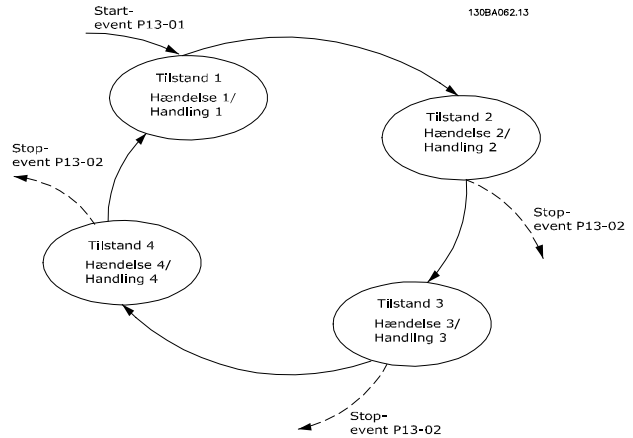 Start-
event P13-01
130BA062.13
Tilstand 1
Hændelse 1/
Handling 1
Tilstand 2
Hændelse 2/
Handling 2
Stop-
event P13-02
Stop-
event P13-02
Tilstand 4
Hændelse 4/
Handling 4
Tilstand 3
Hændelse 3/
Handling 3
Stop-
event P13-02